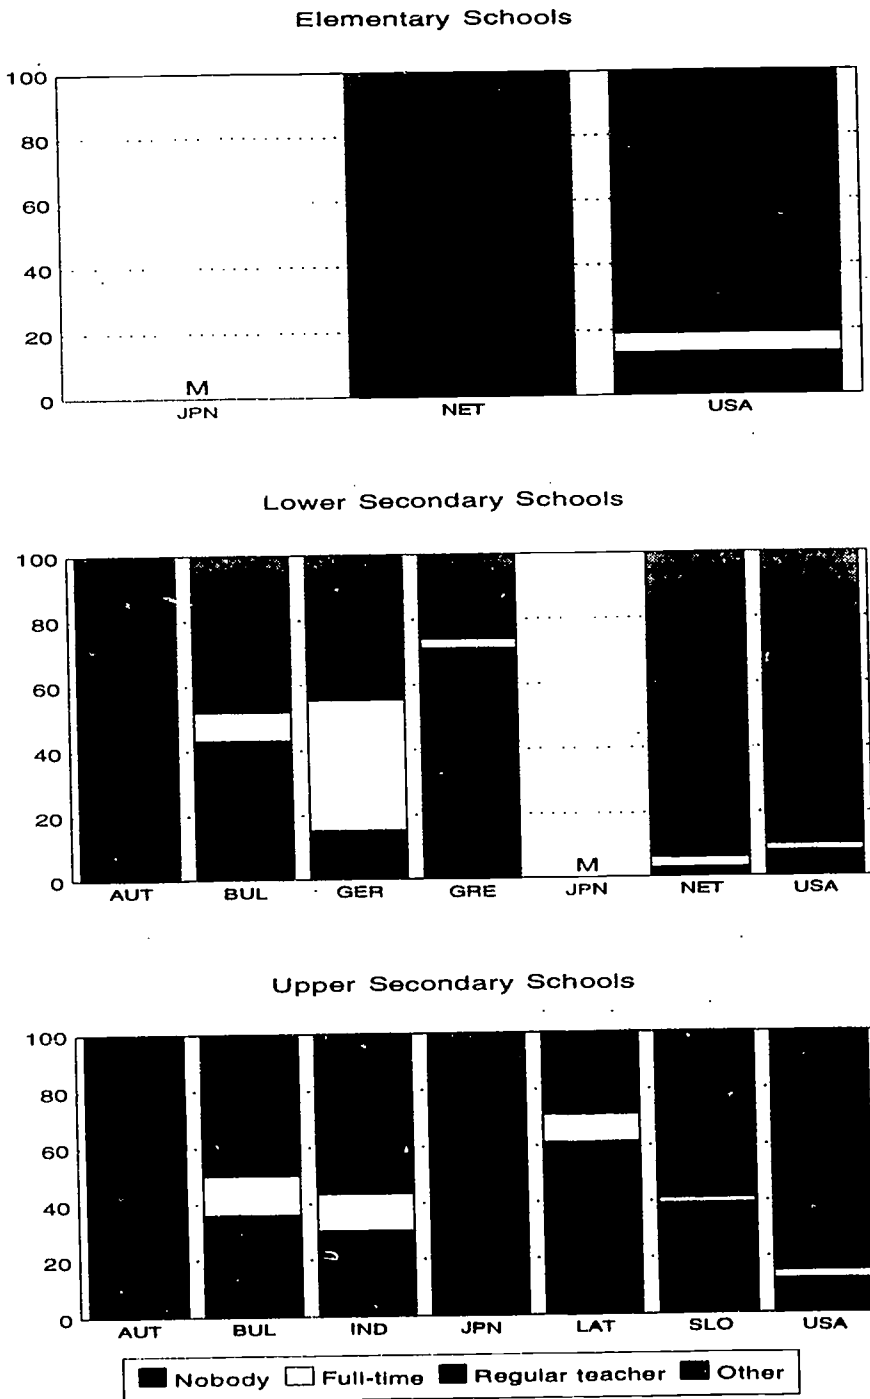 Elementary Schools
100
80
60
40
20
0
M
JPN NET USA
Lower Secondary Schools
100
80
60
40
20
0
M
AUT BUL GER GRE JPN NET USA
Upper Secondary Schools
100
80
60
40
20
0
AUT BUL IND JPN LAT SLO USA
Nobody Full-time Regular teacher Other